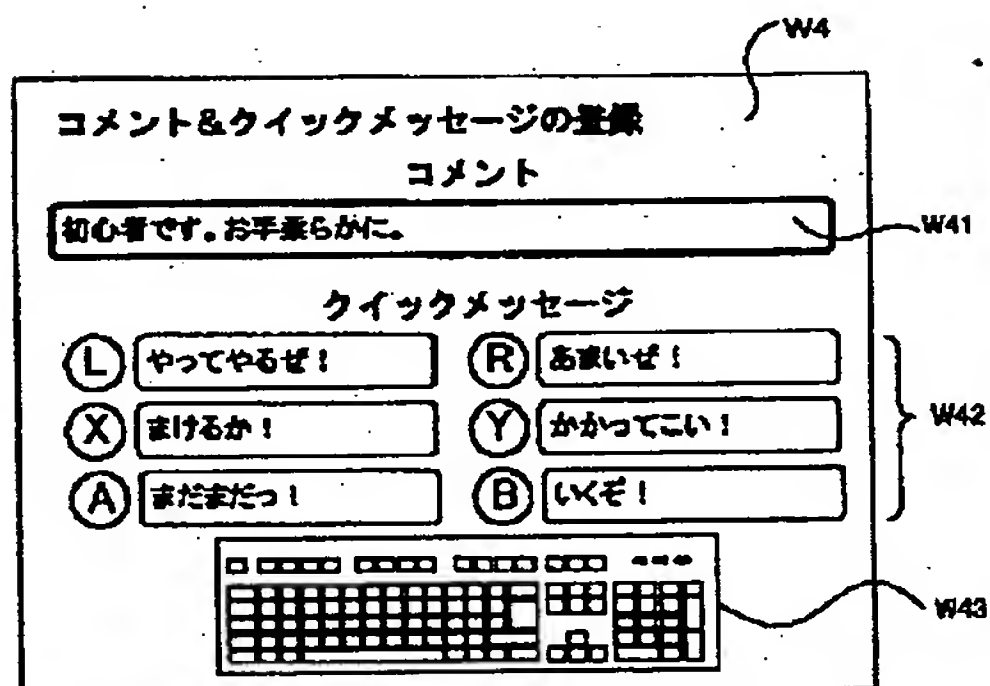 W4
コメント&クイックメッセージの登録
コメント
初心者です。お手柔らかに。
W41
クイックメッセージ
L やってやるぜ! R あまいぜ!
X まけるか! Y かかってこい!
W42
A まだまだっ! B いくぞ!
W43